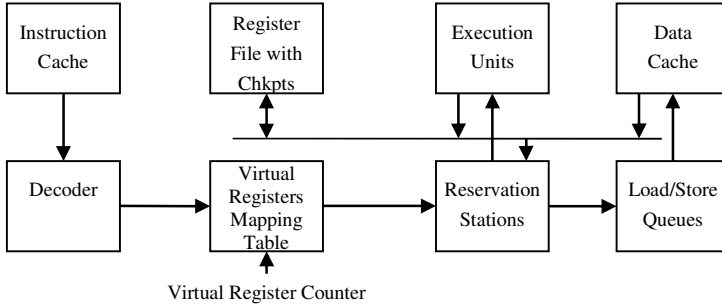 Instruction
Cache
Register
File with
Chkpts
Execution
Units
Data
Cache
Decoder
Virtual
Registers
Mapping
Table
Reservation
Stations
Load/Store
Queues
Virtual Register Counter